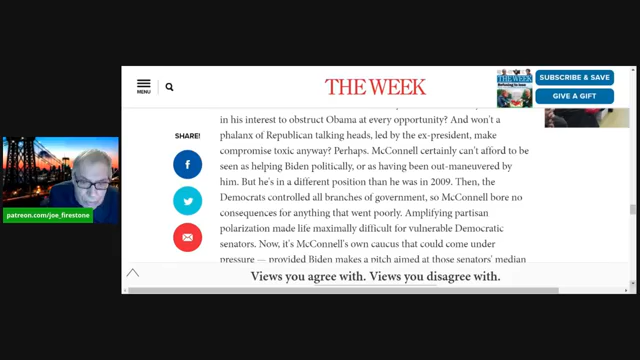 MENU
THE WEEK
THE WEEK
SUBSCRIBE & SAVE
GIVE A GIFT
in his interest to obstruct Obama at every opportunity? And won't a
phalanx of Republican talking heads, led by the ex-president, make
compromise toxic anyway? Perhaps. McConnell certainly can't afford to be
seen as helping Biden politically, or as having been out-maneuvered by
him. But he's in a different position than he was in 2009. Then, the
Democrats controlled all branches of government, so McConnell bore no
consequences for anything that went poorly. Amplifying partisan
polarization made life maximally difficult for vulnerable Democratic
senators. Now, it's McConnell's own caucus that could come under
pressure — provided Biden makes a pitch aimed at those senators' median
SHARE!
Views you agree with. Views you disagree with.
patreon.com/joe_firestone